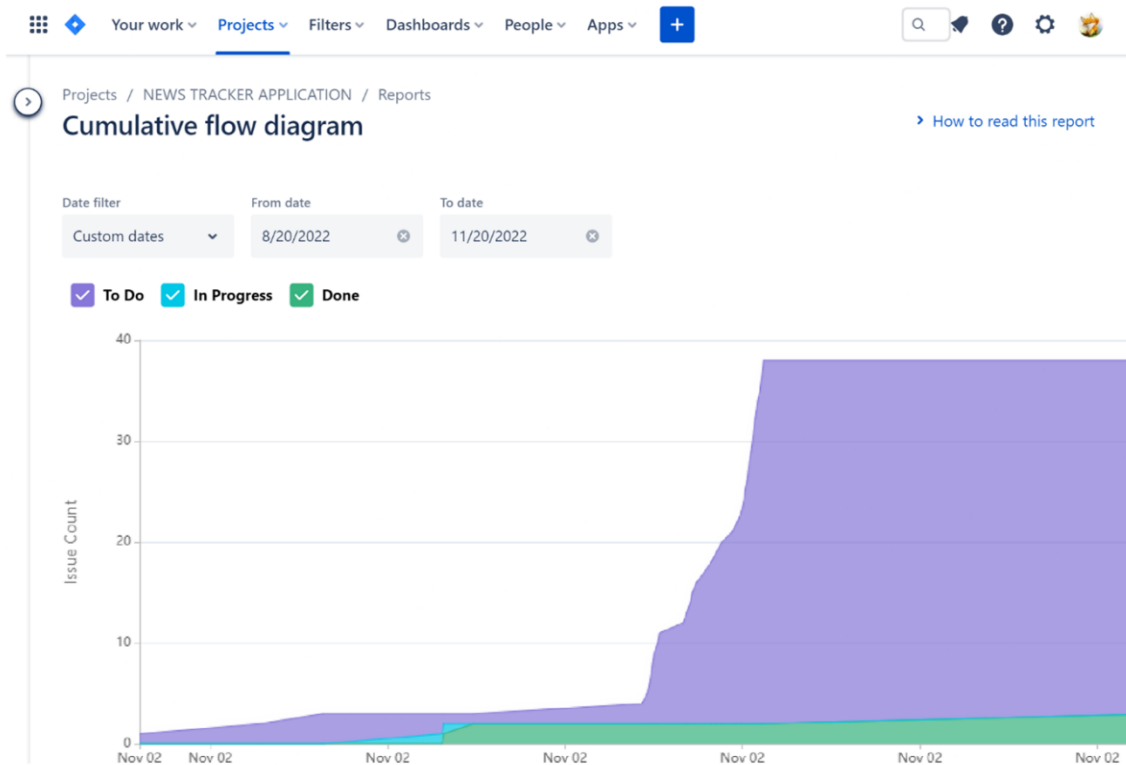 Your work Projects Filters Dashboards People Apps +
Projects / NEWS TRACKER APPLICATION / Reports
Cumulative flow diagram
How to read this report
Date filter From date To date
Custom dates 8/20/2022 11/20/2022
To Do In Progress Done
40
30
20
10
0
Issue Count
Nov 02 Nov 02 Nov 02 Nov 02 Nov 02 Nov 02 Nov 02